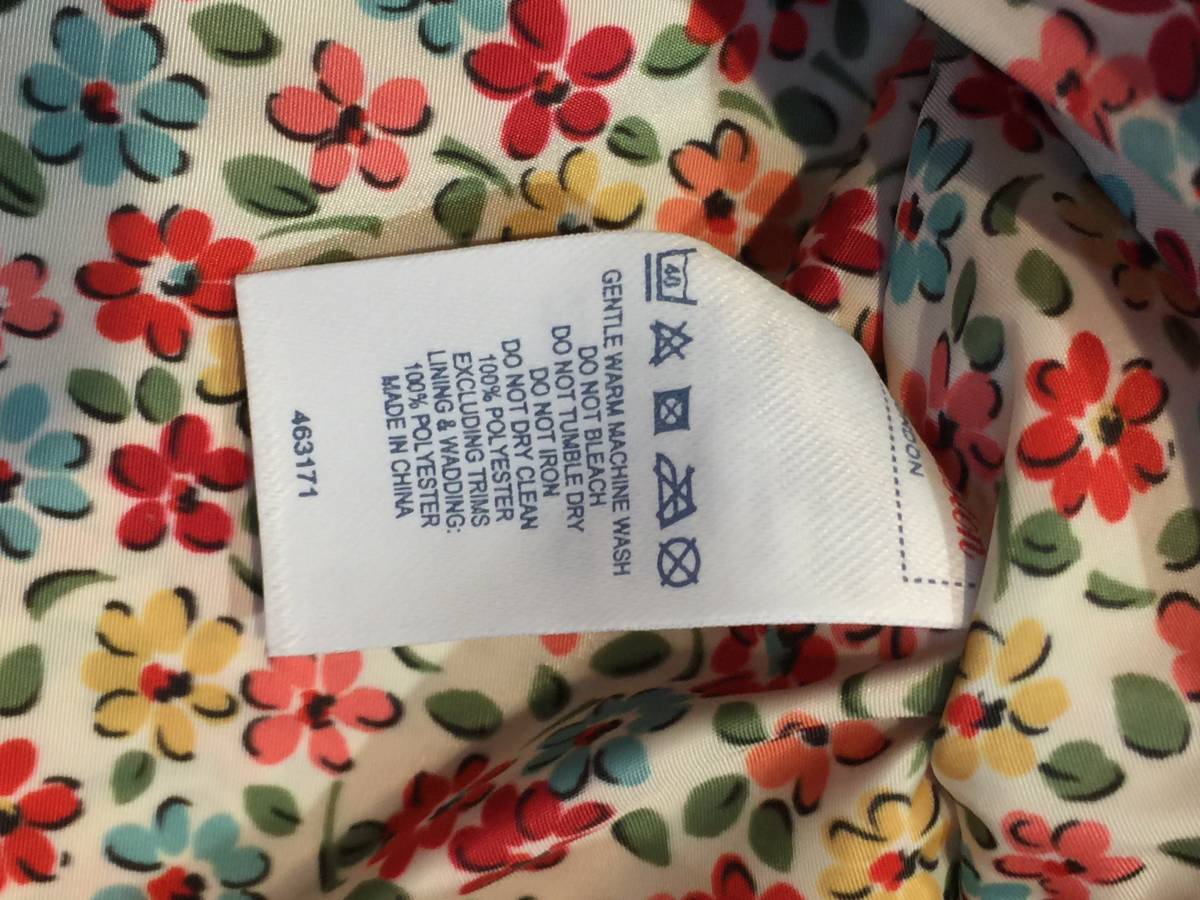 40
GENTLE WARM MACHINE WASH
DO NOT BLEACH
DO NOT TUMBLE DRY
DO NOT IRON
DO NOT DRY CLEAN
100% POLYESTER
EXCLUDING TRIMS
LINING & WADDING:
100% POLYESTER
MADE IN CHINA
463171